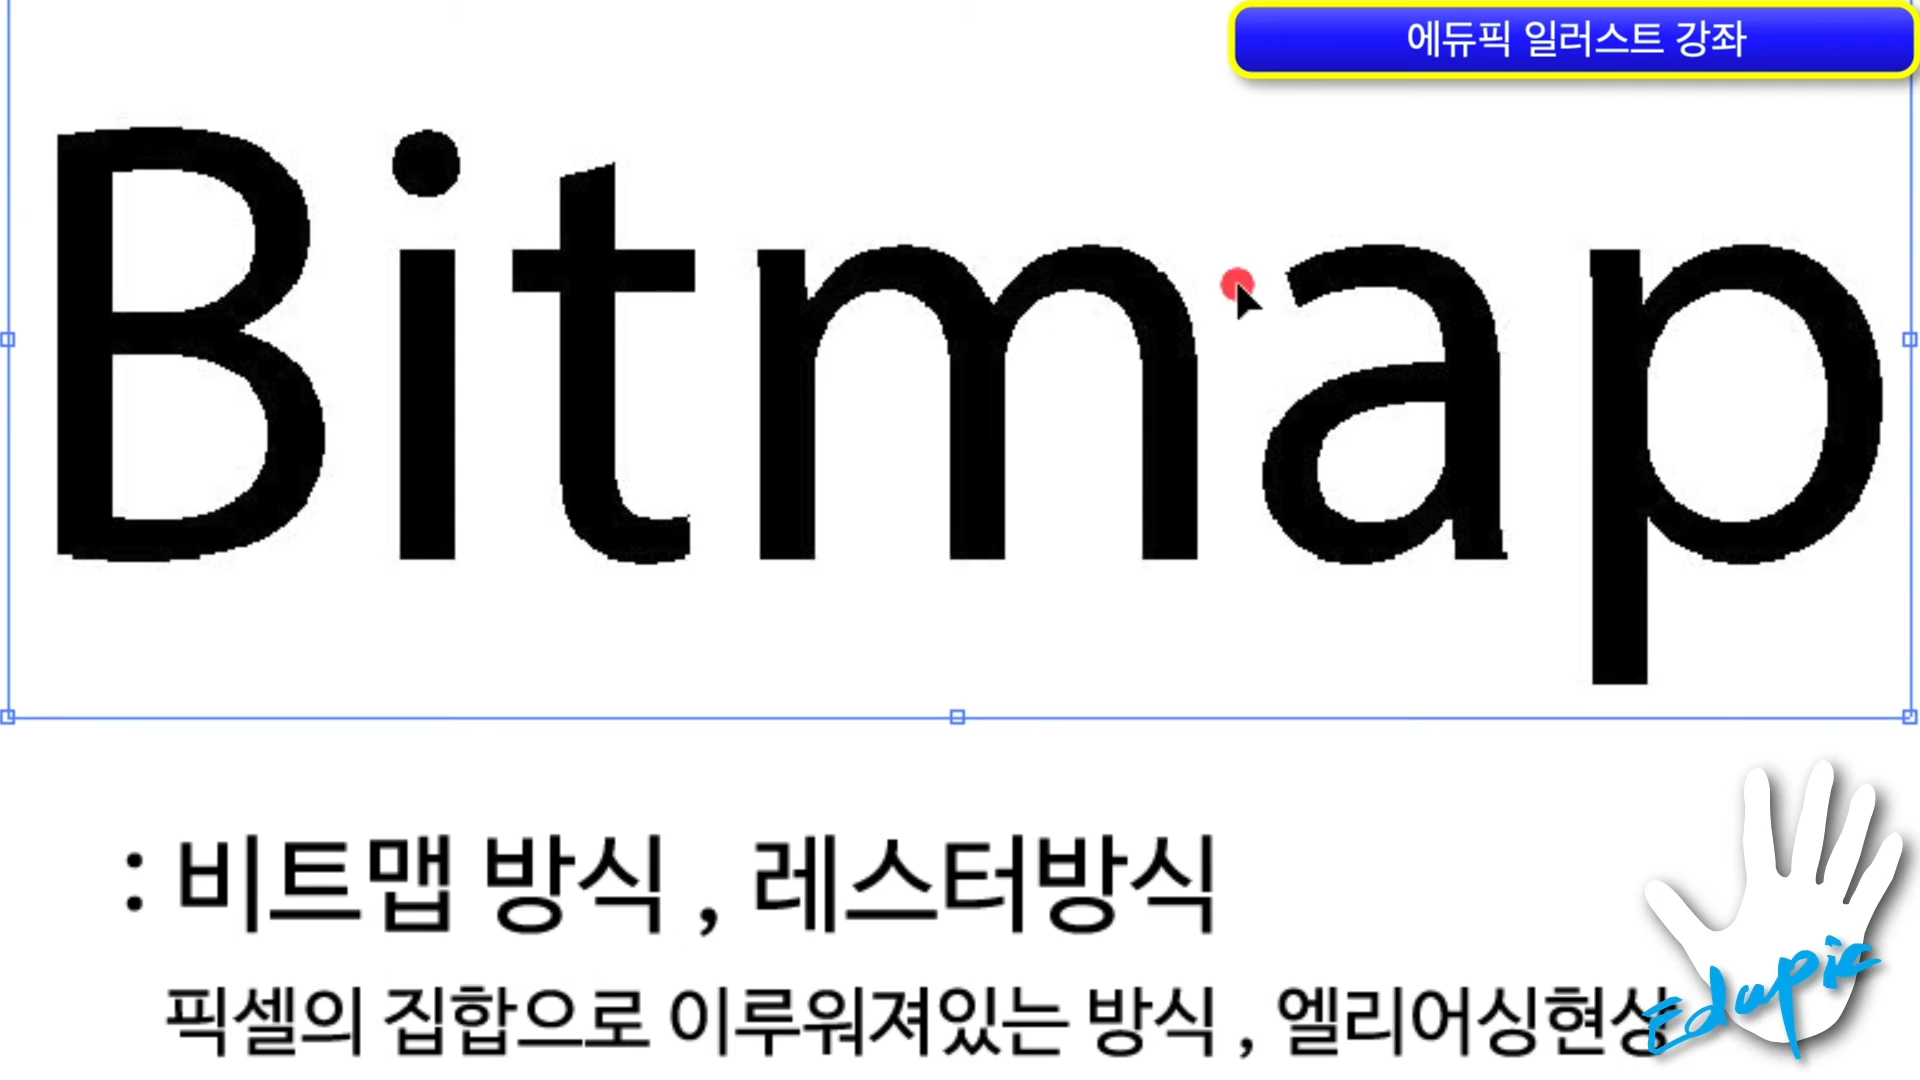 에듀픽 일러스트 강좌
Bitmap
: 비트맵 방식 , 레스터방식
픽셀의 집합으로 이루워져있는 방식 , 엘리어싱현상
Edupic